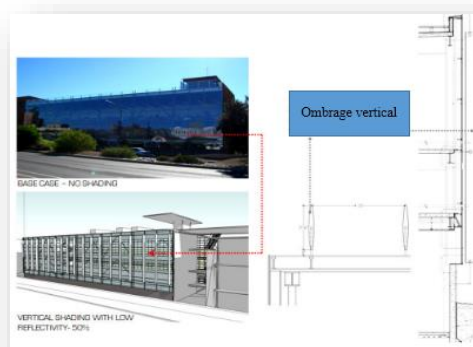 Ombrage vertical
BASE CASE - NO SHADING
VERTICAL SHADING WITH LOW
REFLECTIVITY- 50%